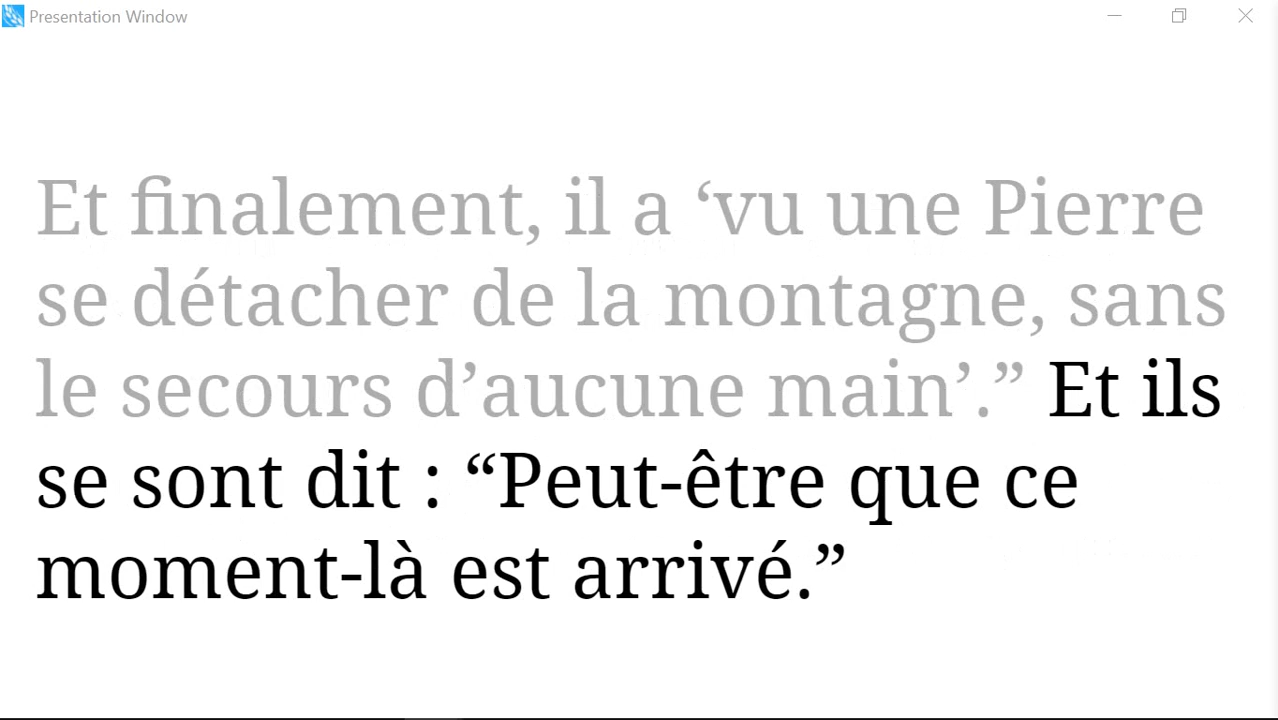 Presentation Window
Et finalement, il a ‘vu une Pierre
se détacher de la montagne, sans
le secours d’aucune main’.” Et ils
se sont dit : “Peut-être que ce
moment-là est arrivé.”